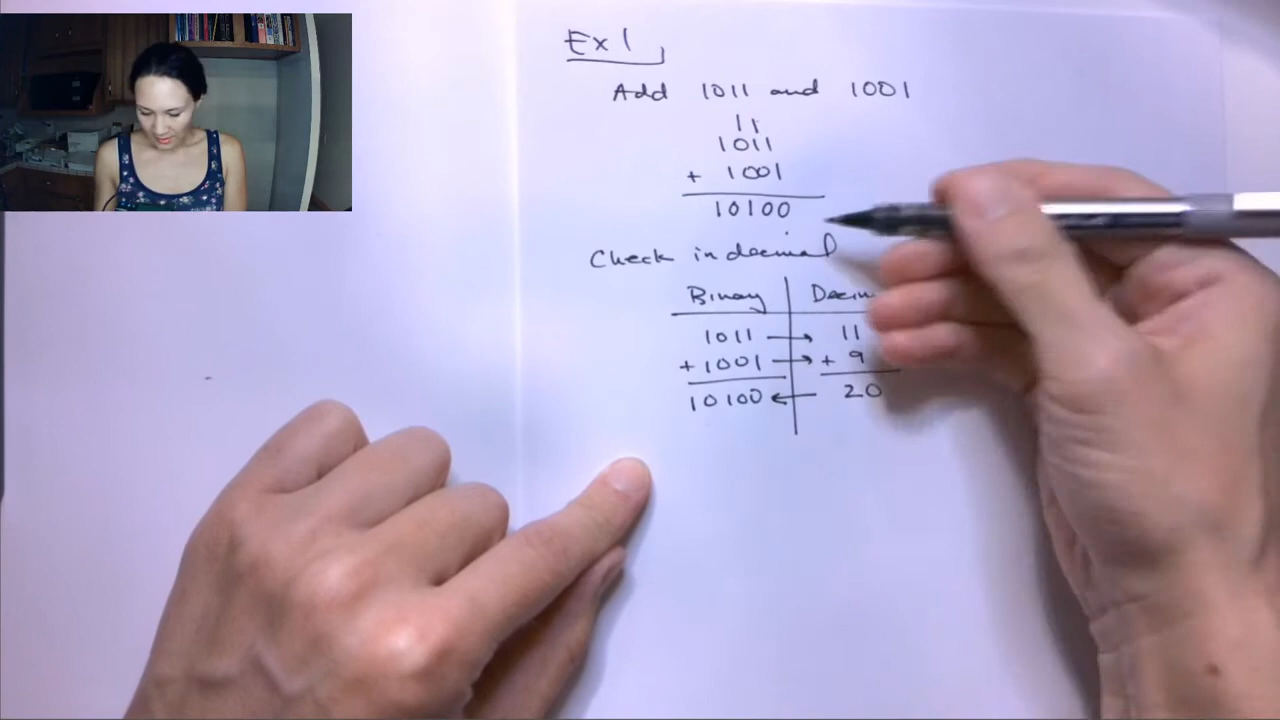 Ex 1
Add 1011 and 1001
11
1011
+ 1001
10100
Check in decimal
Binary
1011 → 11
+1001 → + 9
10100 ← 20